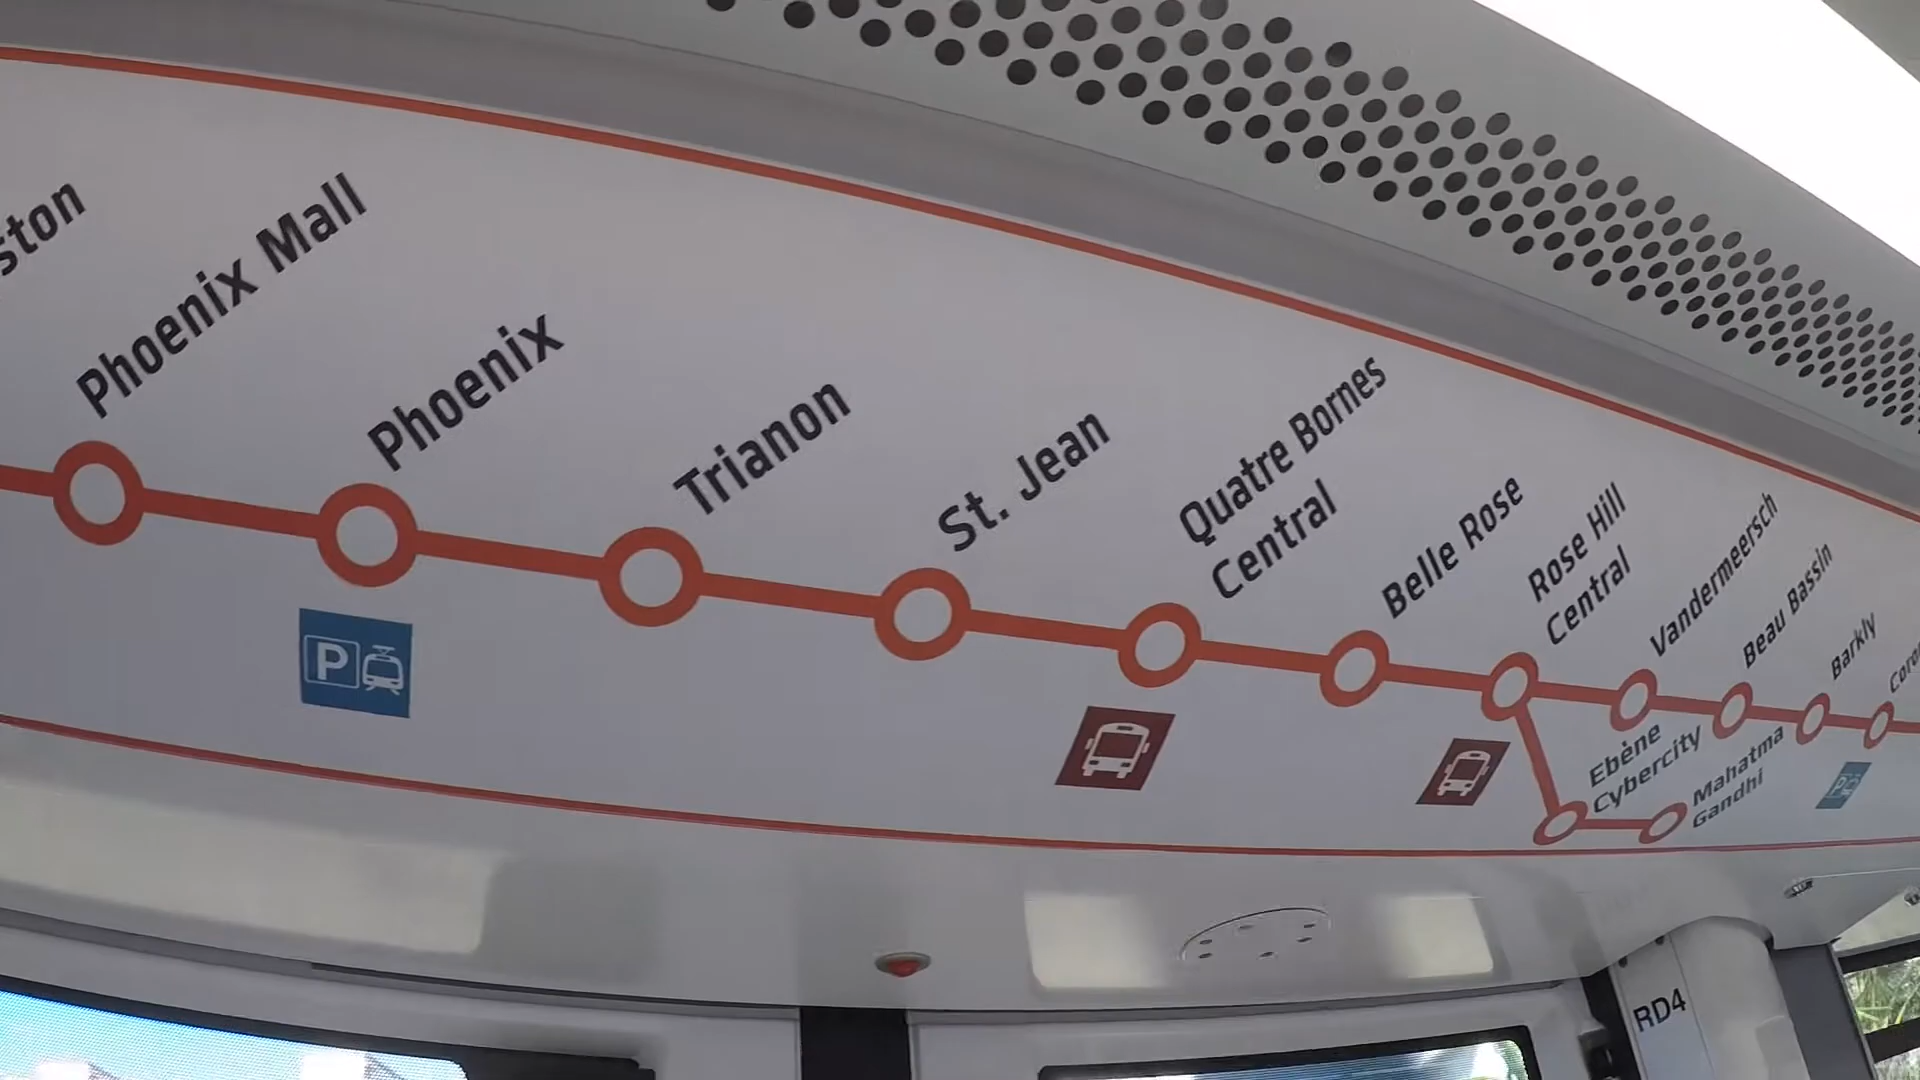 Phoenix Mall
Phoenix
Trianon
St. Jean
Quatre Bornes
Central
Belle Rose
Rose Hill
Central
Vandermeersch
Beau Bassin
Barkly
Ebène
Cybercity
Mahatma
Gandhi
P
P
RD4